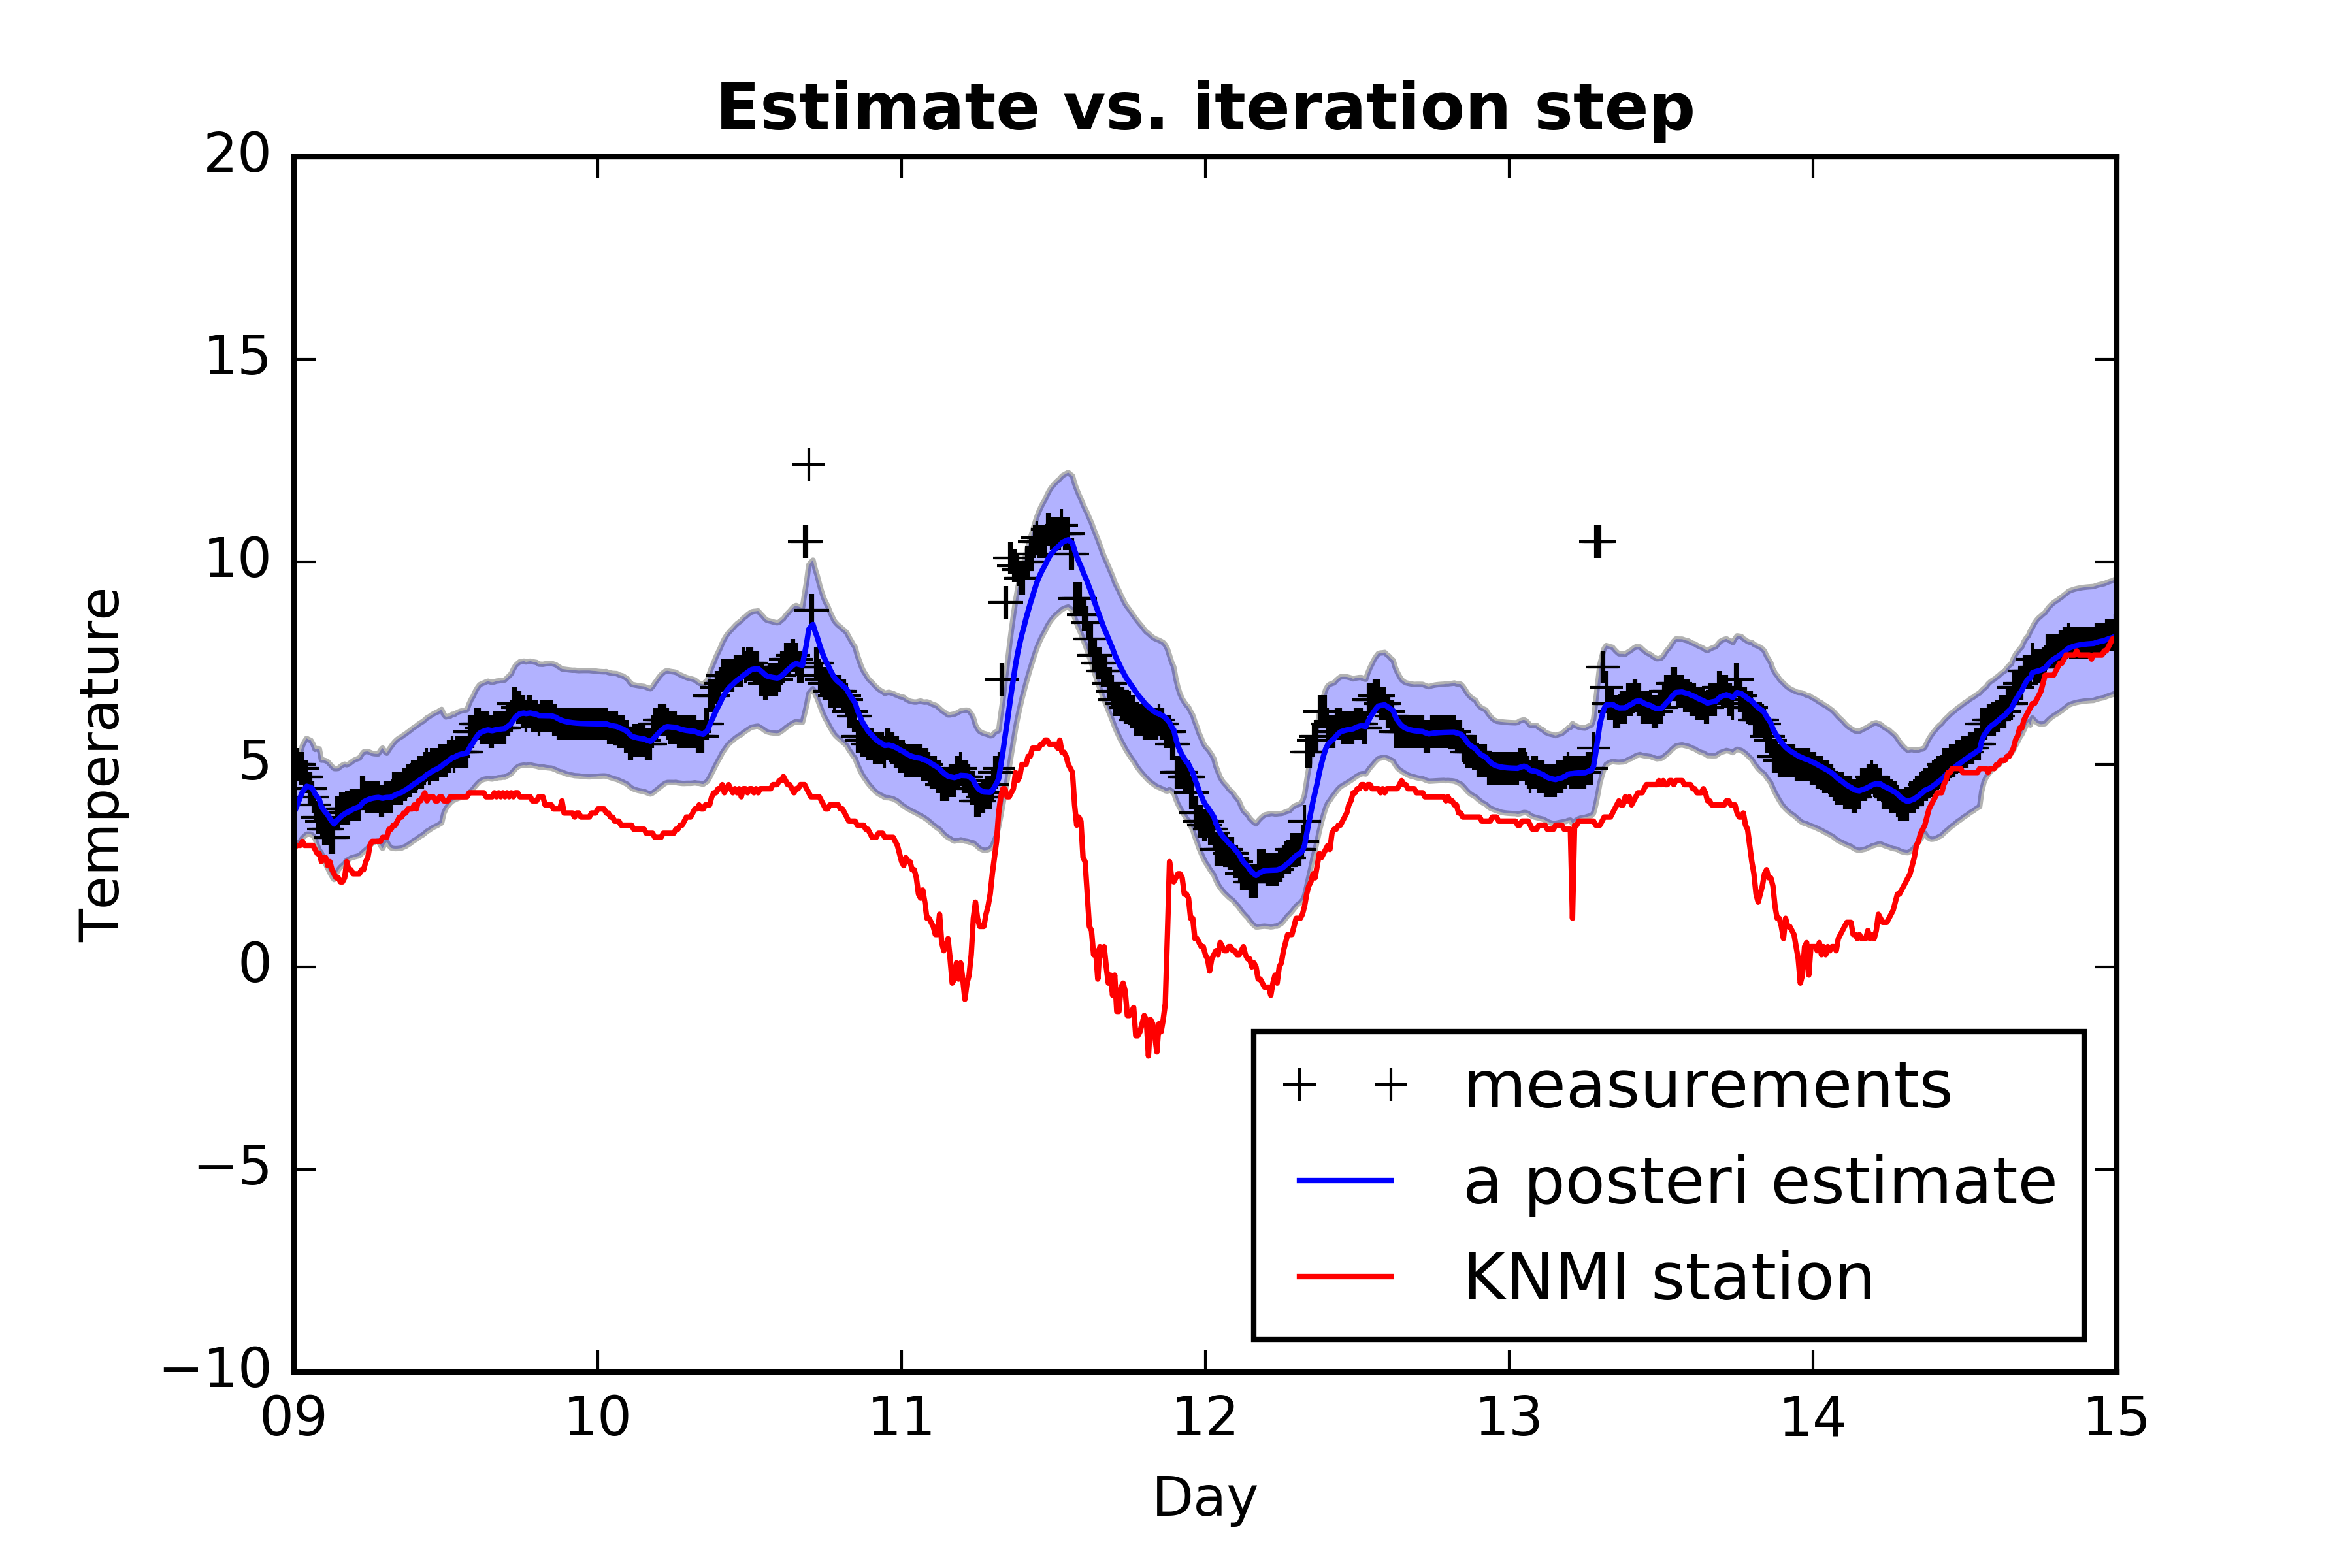 Estimate vs. iteration step
20
15
10
5
0
−5
−10
Temperature
measurements
a posteri estimate
KNMI station
09 10 11 12 13 14 15
Day